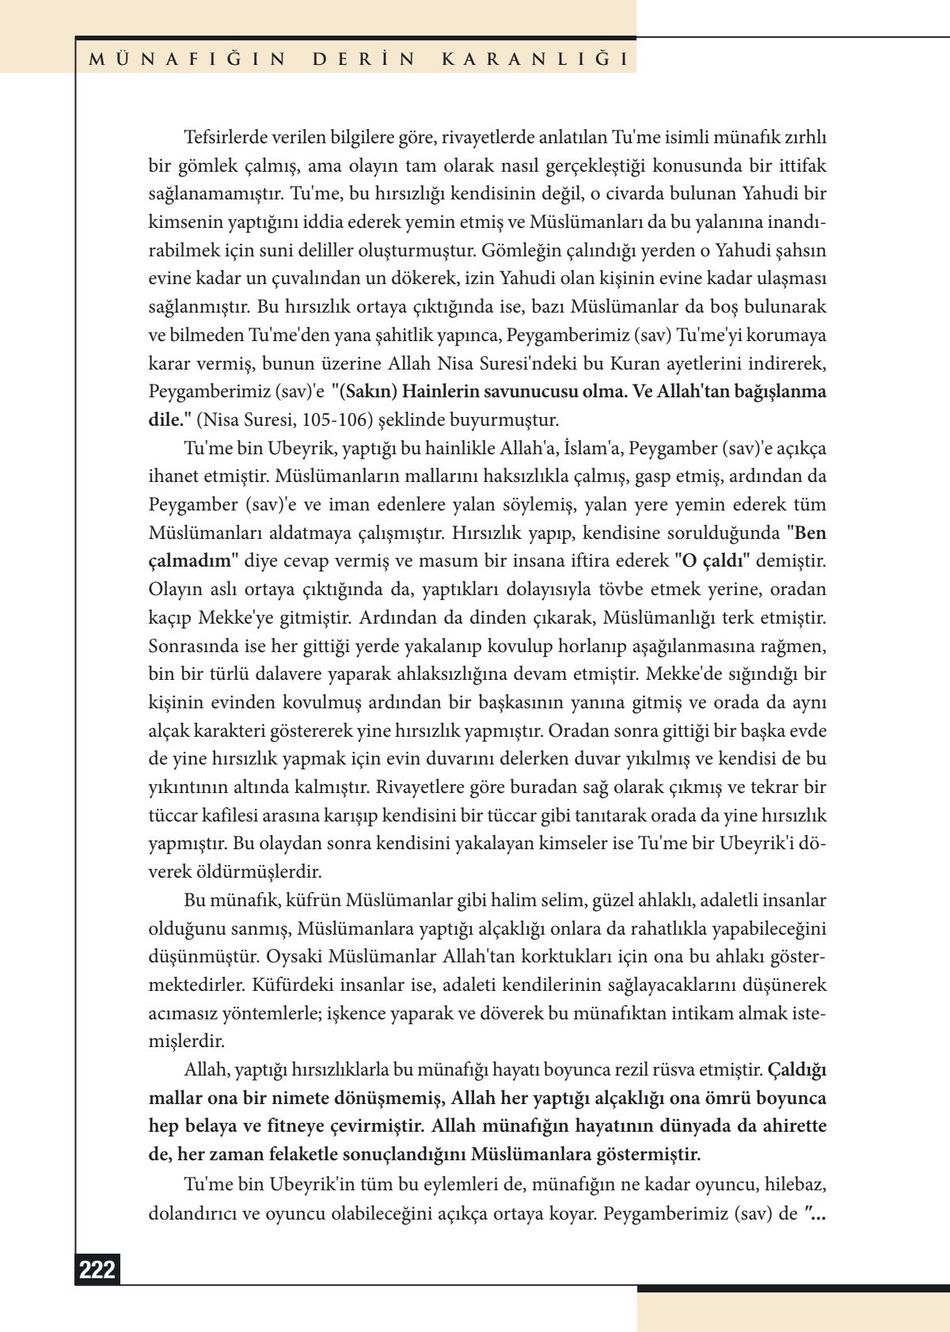 MÜNAFIĞIN DERİN KARANLIĞI
Tefsirlerde verilen bilgilere göre, rivayetlerde anlatılan Tu'me isimli münafık zırhlı
bir gömlek çalmış, ama olayın tam olarak nasıl gerçekleştiği konusunda bir ittifak
sağlanamamıştır. Tu'me, bu hırsızlığı kendisinin değil, o civarda bulunan Yahudi bir
kimsenin yaptığını iddia ederek yemin etmiş ve Müslümanları da bu yalanına inandı-
rabilmek için suni deliller oluşturmuştur. Gömleğin çalındığı yerden o Yahudi şahsın
evine kadar un çuvalından un dökerek, izin Yahudi olan kişinin evine kadar ulaşması
sağlanmıştır. Bu hırsızlık ortaya çıktığında ise, bazı Müslümanlar da boş bulunarak
ve bilmeden Tu'me'den yana şahitlik yapınca, Peygamberimiz (sav) Tu'me'yi korumaya
karar vermiş, bunun üzerine Allah Nisa Suresi'ndeki bu Kuran ayetlerini indirerek,
Peygamberimiz (sav)'e "(Sakın) Hainlerin savunucusu olma. Ve Allah'tan bağışlanma
dile." (Nisa Suresi, 105-106) şeklinde buyurmuştur.
Tu'me bin Ubeyrik, yaptığı bu hainlikle Allah'a, İslam'a, Peygamber (sav)'e açıkça
ihanet etmiştir. Müslümanların mallarını haksızlıkla çalmış, gasp etmiş, ardından da
Peygamber (sav)'e ve iman edenlere yalan söylemiş, yalan yere yemin ederek tüm
Müslümanları aldatmaya çalışmıştır. Hırsızlık yapıp, kendisine sorulduğunda "Ben
çalmadım" diye cevap vermiş ve masum bir insana iftira ederek "O çaldı" demiştir.
Olayın aslı ortaya çıktığında da, yaptıkları dolayısıyla tövbe etmek yerine, oradan
kaçıp Mekke'ye gitmiştir. Ardından da dinden çıkarak, Müslümanlığı terk etmiştir.
Sonrasında ise her gittiği yerde yakalanıp kovulup horlanıp aşağılanmasına rağmen,
bin bir türlü dalavere yaparak ahlaksızlığına devam etmiştir. Mekke'de sığındığı bir
kişinin evinden kovulmuş ardından bir başkasının yanına gitmiş ve orada da aynı
alçak karakteri göstererek yine hırsızlık yapmıştır. Oradan sonra gittiği bir başka evde
de yine hırsızlık yapmak için evin duvarını delerken duvar yıkılmış ve kendisi de bu
yıkıntının altında kalmıştır. Rivayetlere göre buradan sağ olarak çıkmış ve tekrar bir
tüccar kafilesi arasına karışıp kendisini bir tüccar gibi tanıtarak orada da yine hırsızlık
yapmıştır. Bu olaydan sonra kendisini yakalayan kimseler ise Tu'me bir Ubeyrik'i dö-
verek öldürmüşlerdir.
Bu münafık, küfrün Müslümanlar gibi halim selim, güzel ahlaklı, adaletli insanlar
olduğunu sanmış, Müslümanlara yaptığı alçaklığı onlara da rahatlıkla yapabileceğini
düşünmüştür. Oysaki Müslümanlar Allah'tan korktukları için ona bu ahlakı göster-
mektedirler. Küfürdeki insanlar ise, adaleti kendilerinin sağlayacaklarını düşünerek
acımasız yöntemlerle; işkence yaparak ve döverek bu münafıktan intikam almak iste-
mişlerdir.
Allah, yaptığı hırsızlıklarla bu münafığı hayatı boyunca rezil rüsva etmiştir. Çaldığı
mallar ona bir nimete dönüşmemiş, Allah her yaptığı alçaklığı ona ömrü boyunca
hep belaya ve fitneye çevirmiştir. Allah münafığın hayatının dünyada da ahirette
de, her zaman felaketle sonuçlandığını Müslümanlara göstermiştir.
Tu'me bin Ubeyrik'in tüm bu eylemleri de, münafığın ne kadar oyuncu, hilebaz,
dolandırıcı ve oyuncu olabileceğini açıkça ortaya koyar. Peygamberimiz (sav) de "...
222